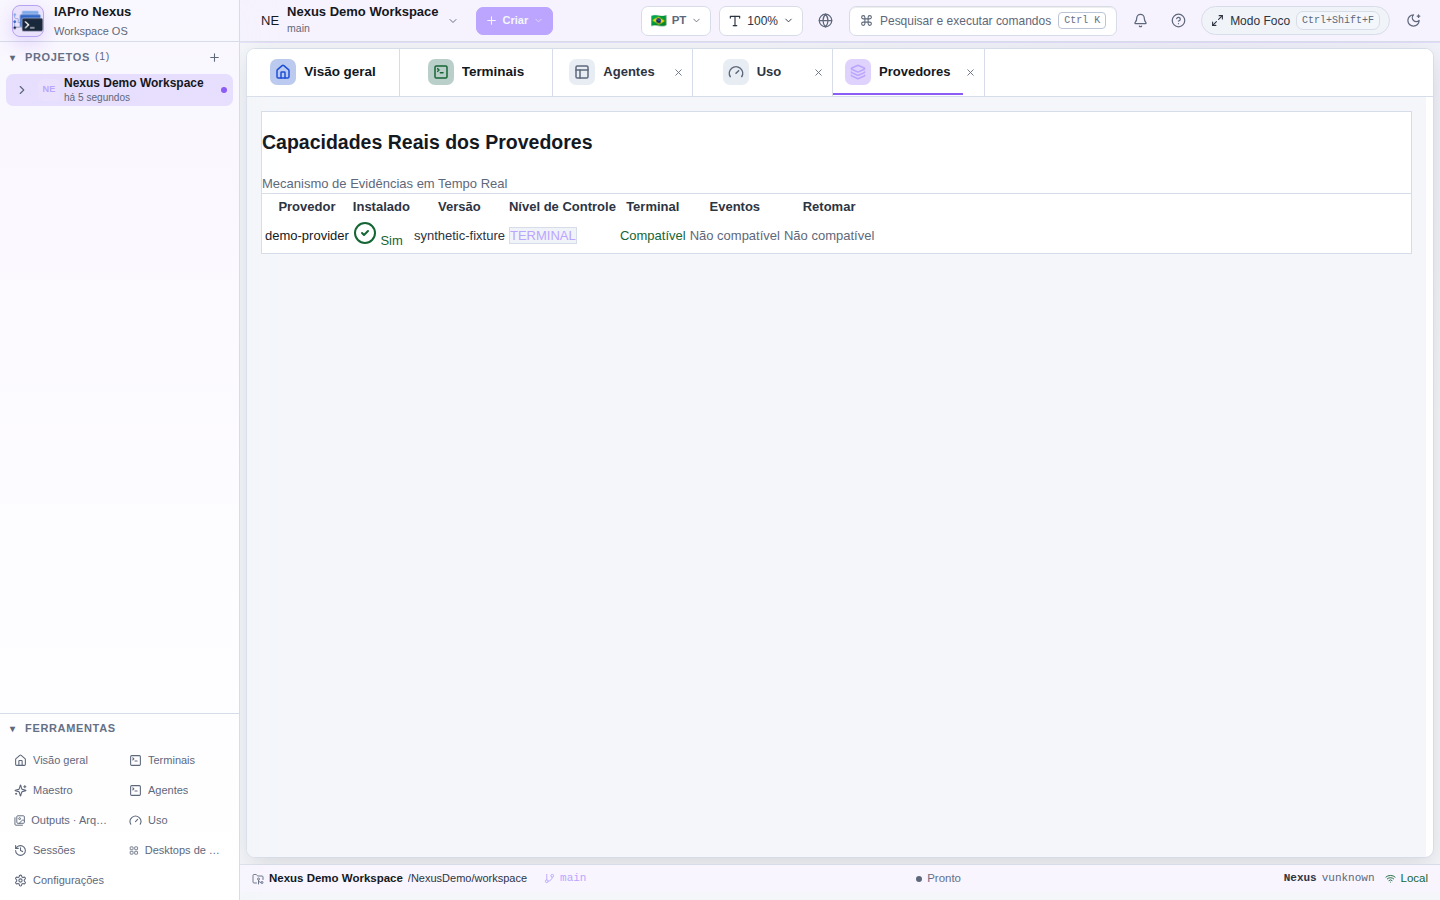 IAPro Nexus
Workspace OS
NE
Nexus Demo Workspace
main
Criar
PT
100%
Pesquisar e executar comandos
Ctrl K
Modo Foco
Ctrl+Shift+F
PROJETOS (1)
NE
Nexus Demo Workspace
há 5 segundos
Visão geral
Terminais
Agentes
Uso
Provedores
Capacidades Reais dos Provedores
Mecanismo de Evidências em Tempo Real
Provedor Instalado Versão Nível de Controle Terminal Eventos Retomar
demo-provider Sim synthetic-fixture TERMINAL Compatível Não compatível Não compatível
FERRAMENTAS
Visão geral
Terminais
Maestro
Agentes
Outputs · Arq…
Uso
Sessões
Desktops de …
Configurações
Nexus Demo Workspace /NexusDemo/workspace main
Pronto
Nexus vunknown
Local